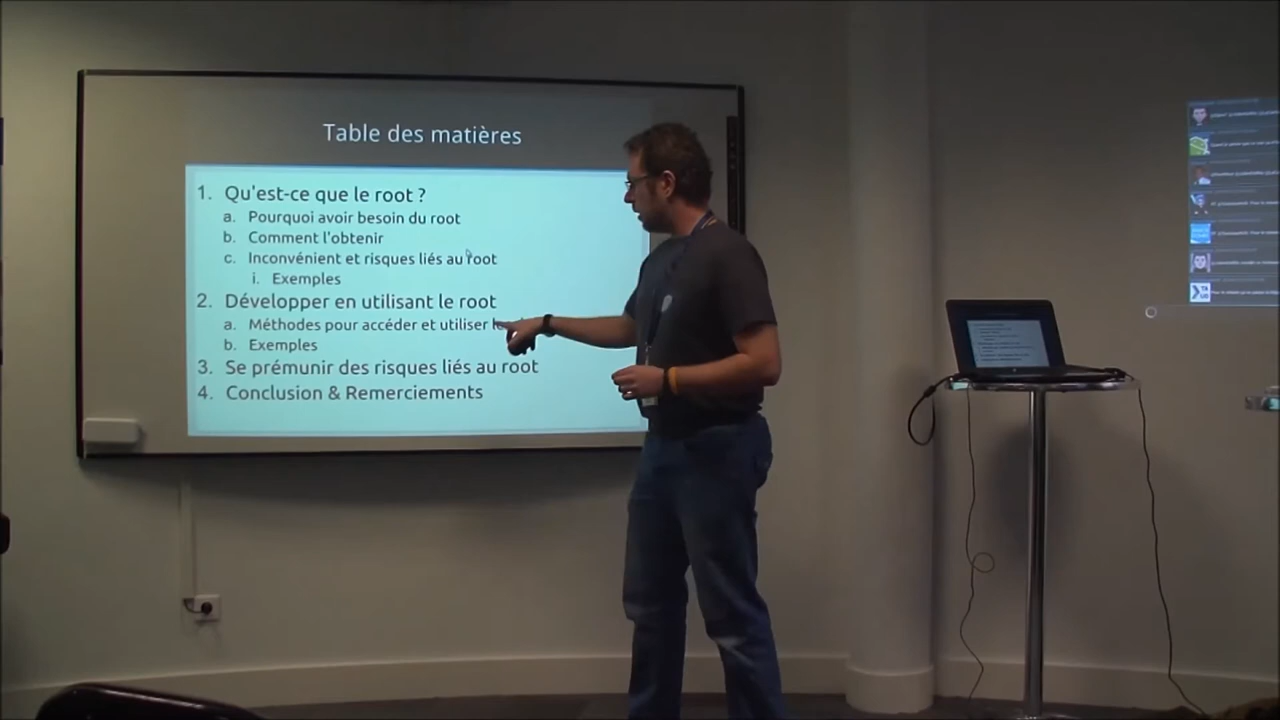 Table des matières
1. Qu'est-ce que le root ?
a. Pourquoi avoir besoin du root
b. Comment l'obtenir
c. Inconvénient et risques liés au root
i. Exemples
2. Développer en utilisant le root
a. Méthodes pour accéder et utiliser
b. Exemples
3. Se prémunir des risques liés au root
4. Conclusion & Remerciements